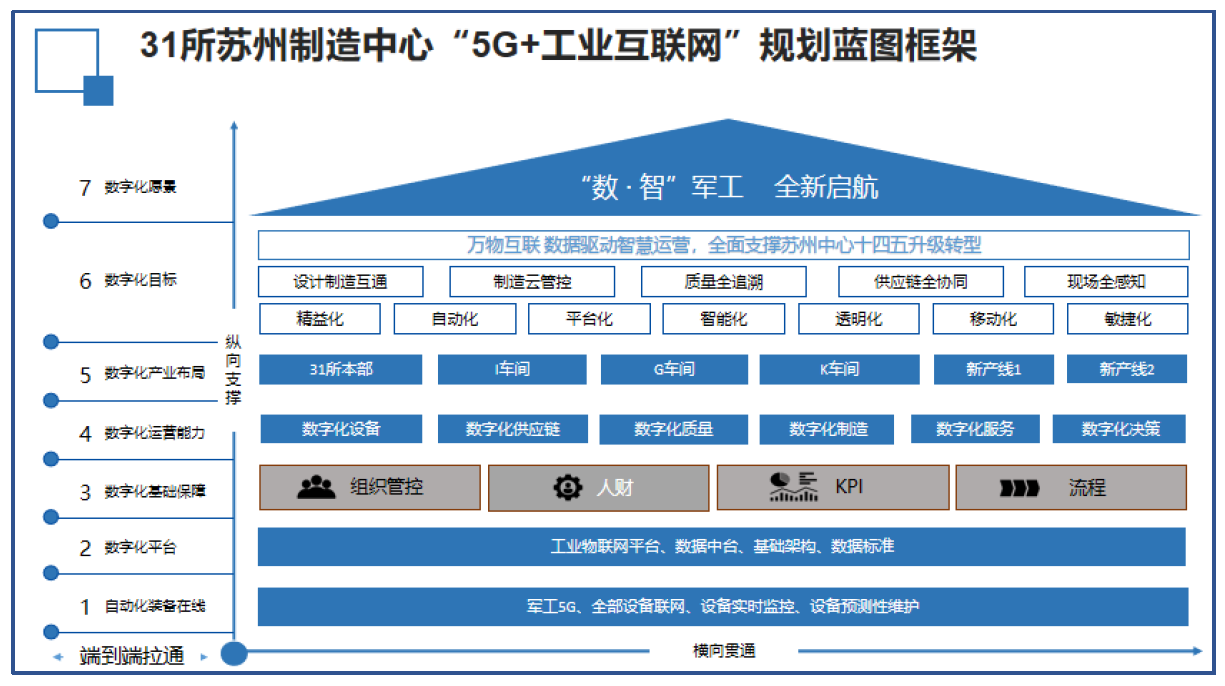 31所苏州制造中心“5G+工业互联网”规划蓝图框架
7 数字化愿景
“数·智”军工 全新启航
万物互联 数据驱动智慧运营，全面支撑苏州中心十四五升级转型
6 数字化目标
设计制造互通 制造云管控 质量全追溯 供应链全协同 现场全感知
精益化 自动化 平台化 智能化 透明化 移动化 敏捷化
纵向支撑
5 数字化产业布局
31所本部 I车间 G车间 K车间 新产线1 新产线2
4 数字化运营能力
数字化设备 数字化供应链 数字化质量 数字化制造 数字化服务 数字化决策
3 数字化基础保障
组织管控 人财 KPI 流程
2 数字化平台
工业物联网平台、数据中台、基础架构、数据标准
1 自动化装备在线
军工5G、全部设备联网、设备实时监控、设备预测性维护
端到端拉通
横向贯通